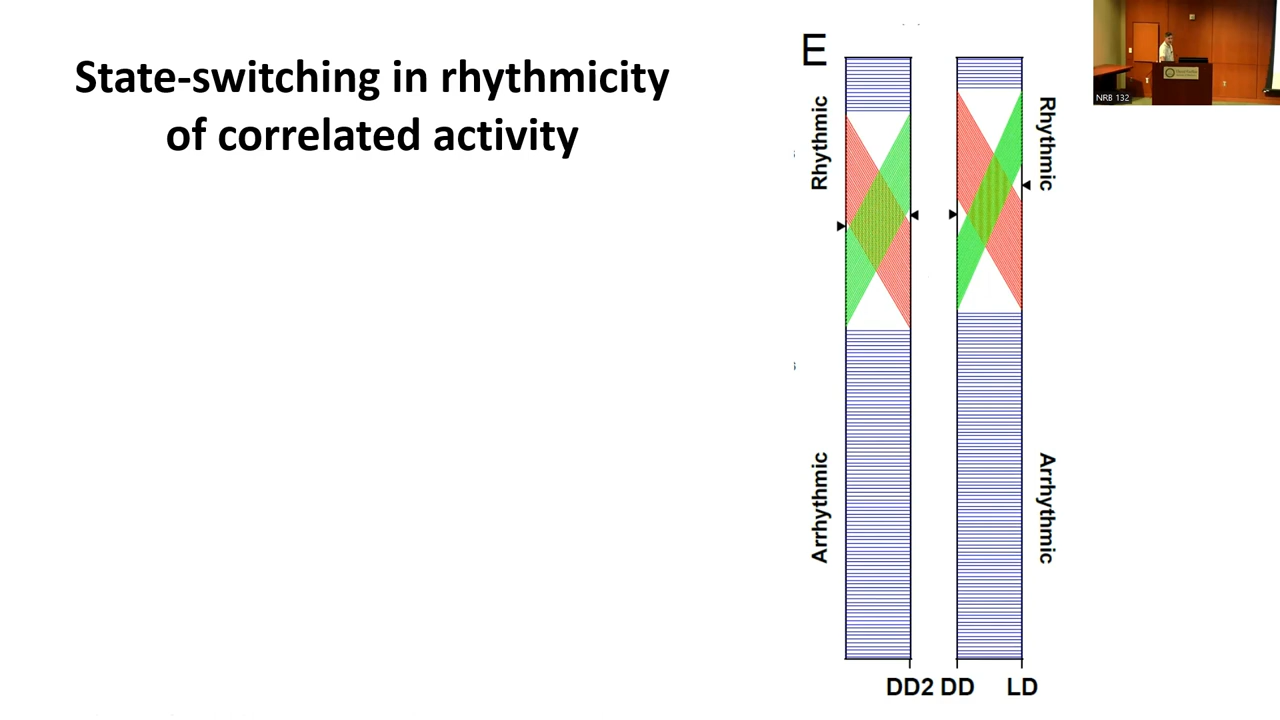 State-switching in rhythmicity
of correlated activity
E
Rhythmic
Arrhythmic
Rhythmic
Arrhythmic
DD2 DD LD
NRB 132